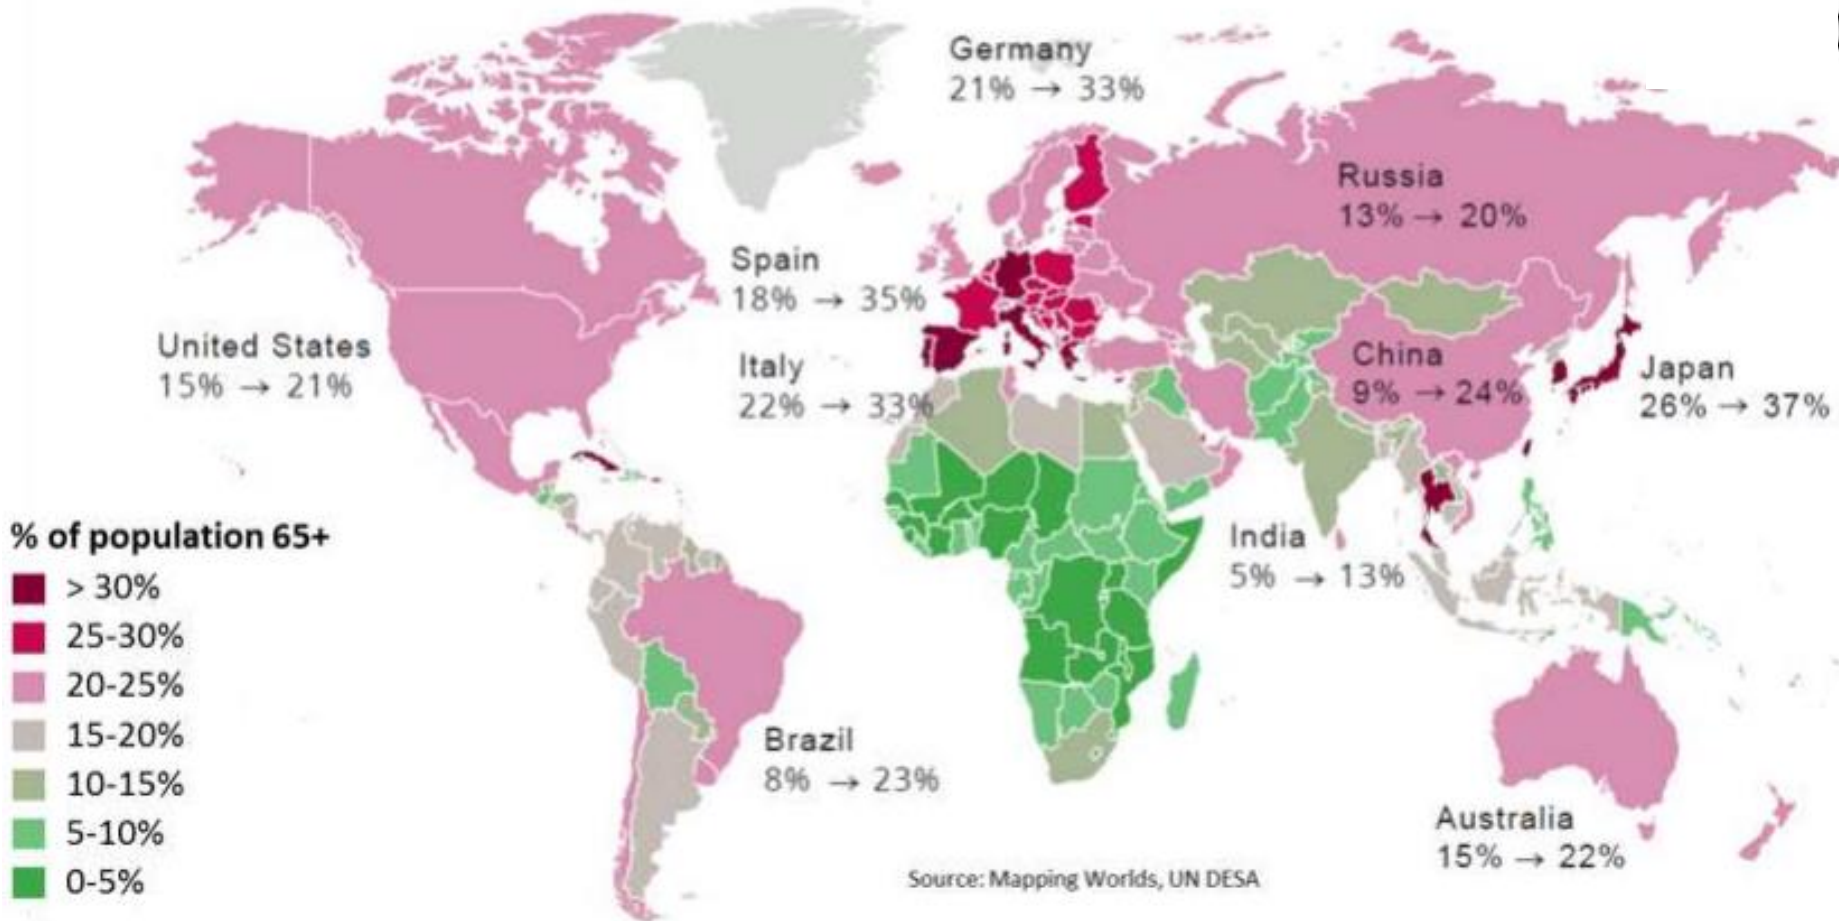 Germany
21% → 33%
Russia
13% → 20%
Spain
18% → 35%
United States
15% → 21%
Italy
22% → 33%
China
9% → 24%
Japan
26% → 37%
% of population 65+
> 30%
25-30%
20-25%
15-20%
10-15%
5-10%
0-5%
India
5% → 13%
Brazil
8% → 23%
Australia
15% → 22%
Source: Mapping Worlds, UN DESA